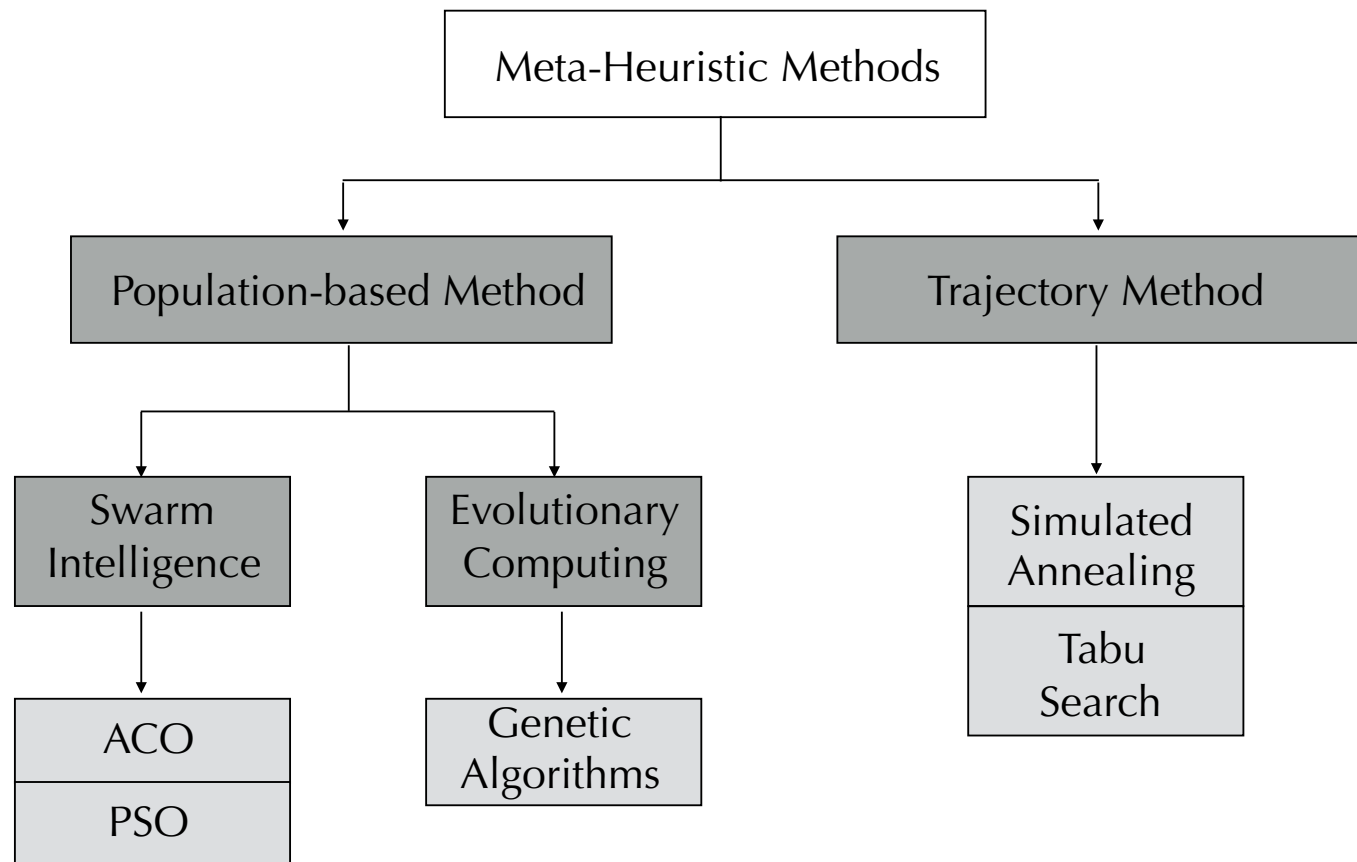 Meta-Heuristic Methods
Population-based Method
Trajectory Method
Swarm
Intelligence
Evolutionary
Computing
Simulated
Annealing
Tabu
Search
ACO
PSO
Genetic
Algorithms